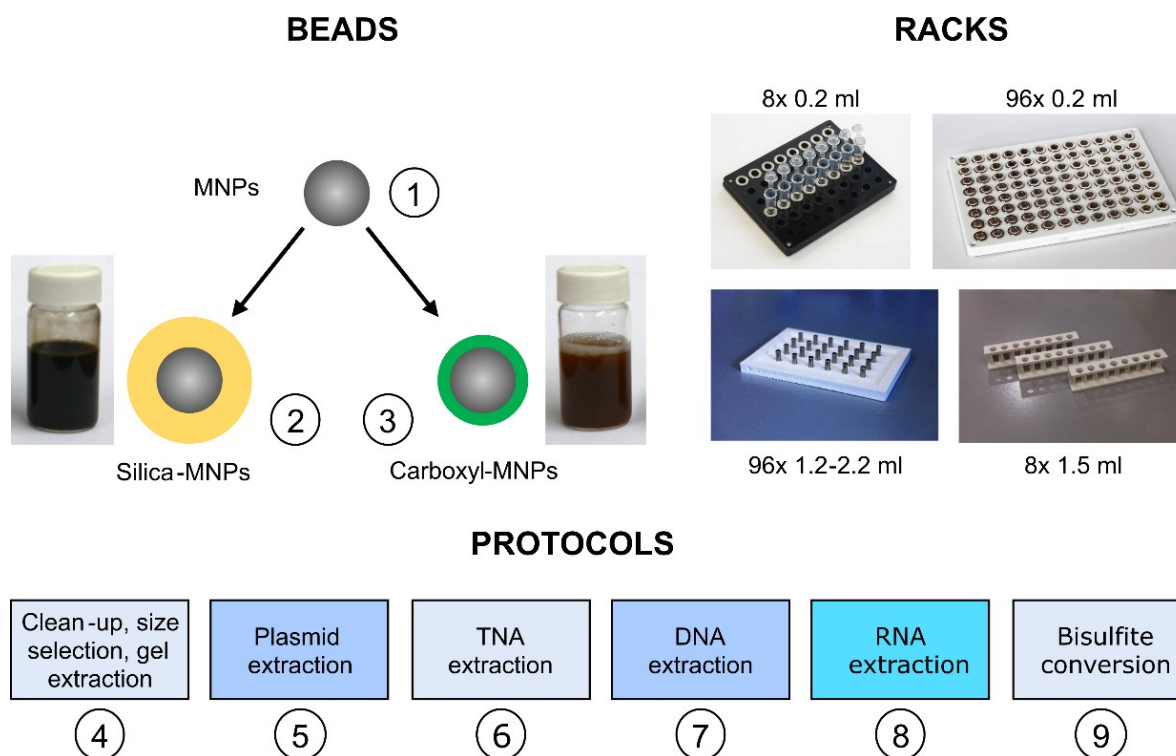 BEADS
MNPs
1
2
3
Silica-MNPs
Carboxyl-MNPs
RACKS
8x 0.2 ml
96x 0.2 ml
96x 1.2-2.2 ml
8x 1.5 ml
PROTOCOLS
Clean-up, size
selection, gel
extraction
4
Plasmid
extraction
5
TNA
extraction
6
DNA
extraction
7
RNA
extraction
8
Bisulfite
conversion
9